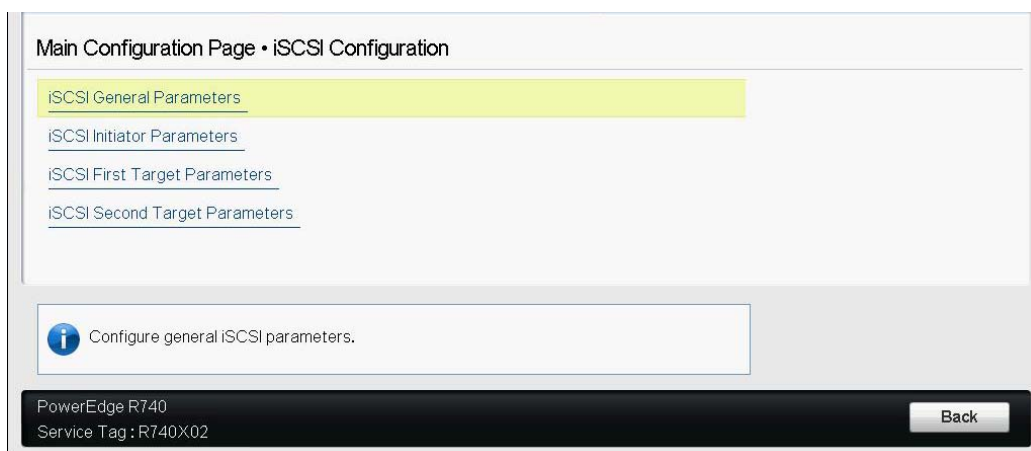 Main Configuration Page • iSCSI Configuration
iSCSI General Parameters
iSCSI Initiator Parameters
iSCSI First Target Parameters
iSCSI Second Target Parameters
Configure general iSCSI parameters.
PowerEdge R740
Service Tag : R740X02
Back